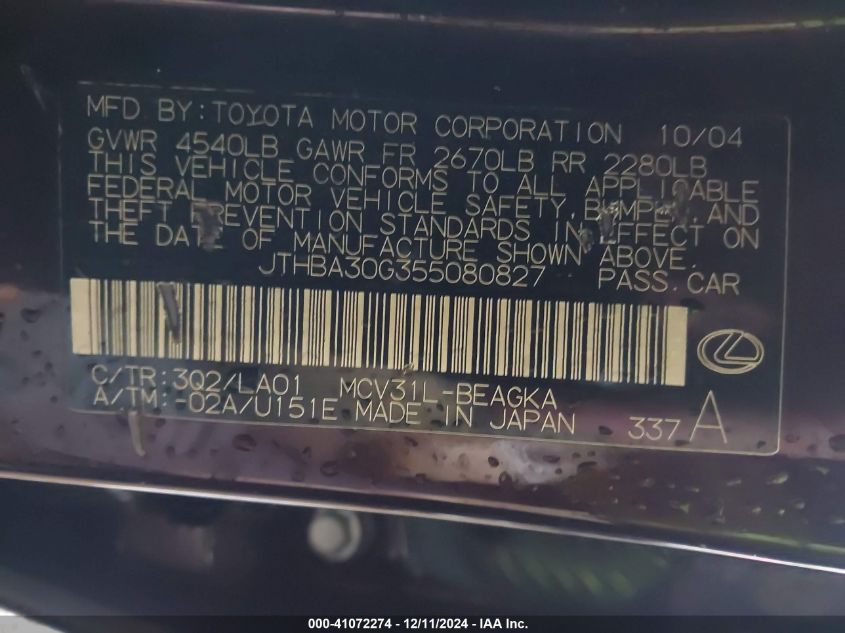 MFD BY: TOYOTA MOTOR CORPORATION 10/04
GVWR 4540LB GAWR FR 2670LB RR 2280LB
THIS VEHICLE CONFORMS TO ALL APPLICABLE
FEDERAL MOTOR VEHICLE SAFETY, BUMPER, AND
THEFT PREVENTION STANDARDS IN EFFECT ON
THE DATE OF MANUFACTURE SHOWN ABOVE.
JTHBA30G355080827 PASS.CAR
C/TR:3Q2/LA01 MCV31L-BEAGKA
A/TM:-02A/U151E MADE IN JAPAN 337 A
000-41072274 - 12/11/2024 - IAA Inc.